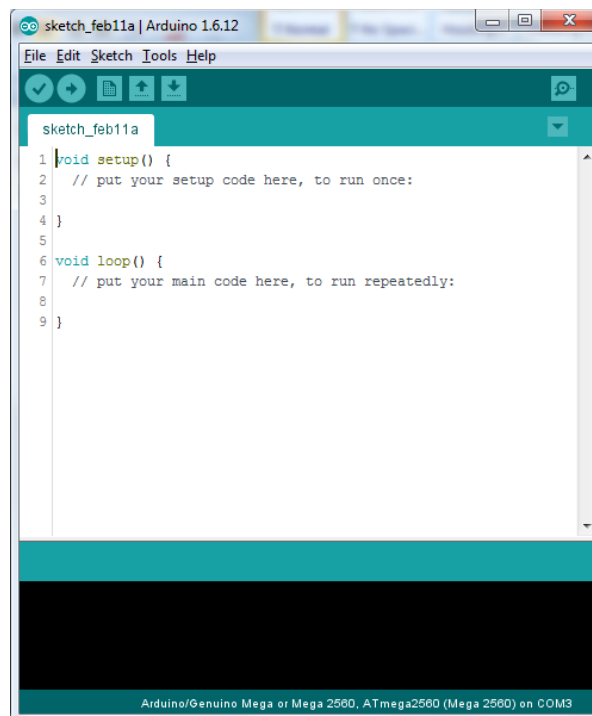 sketch_feb11a | Arduino 1.6.12
File Edit Sketch Tools Help
sketch_feb11a
1 void setup() {
2 // put your setup code here, to run once:
3
4 }
5
6 void loop() {
7 // put your main code here, to run repeatedly:
8
9 }
Arduino/Genuino Mega or Mega 2560, ATmega2560 (Mega 2560) on COM3